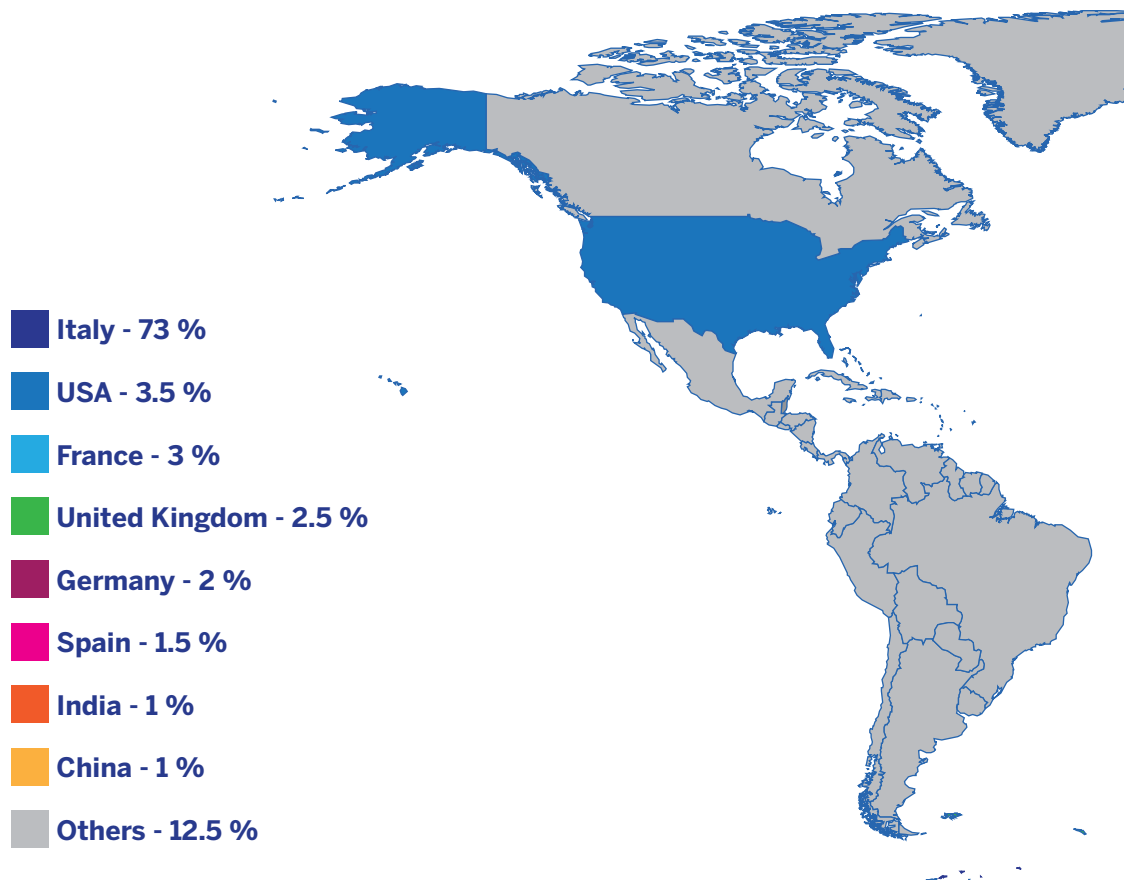 Italy - 73 %
USA - 3.5 %
France - 3 %
United Kingdom - 2.5 %
Germany - 2 %
Spain - 1.5 %
India - 1 %
China - 1 %
Others - 12.5 %